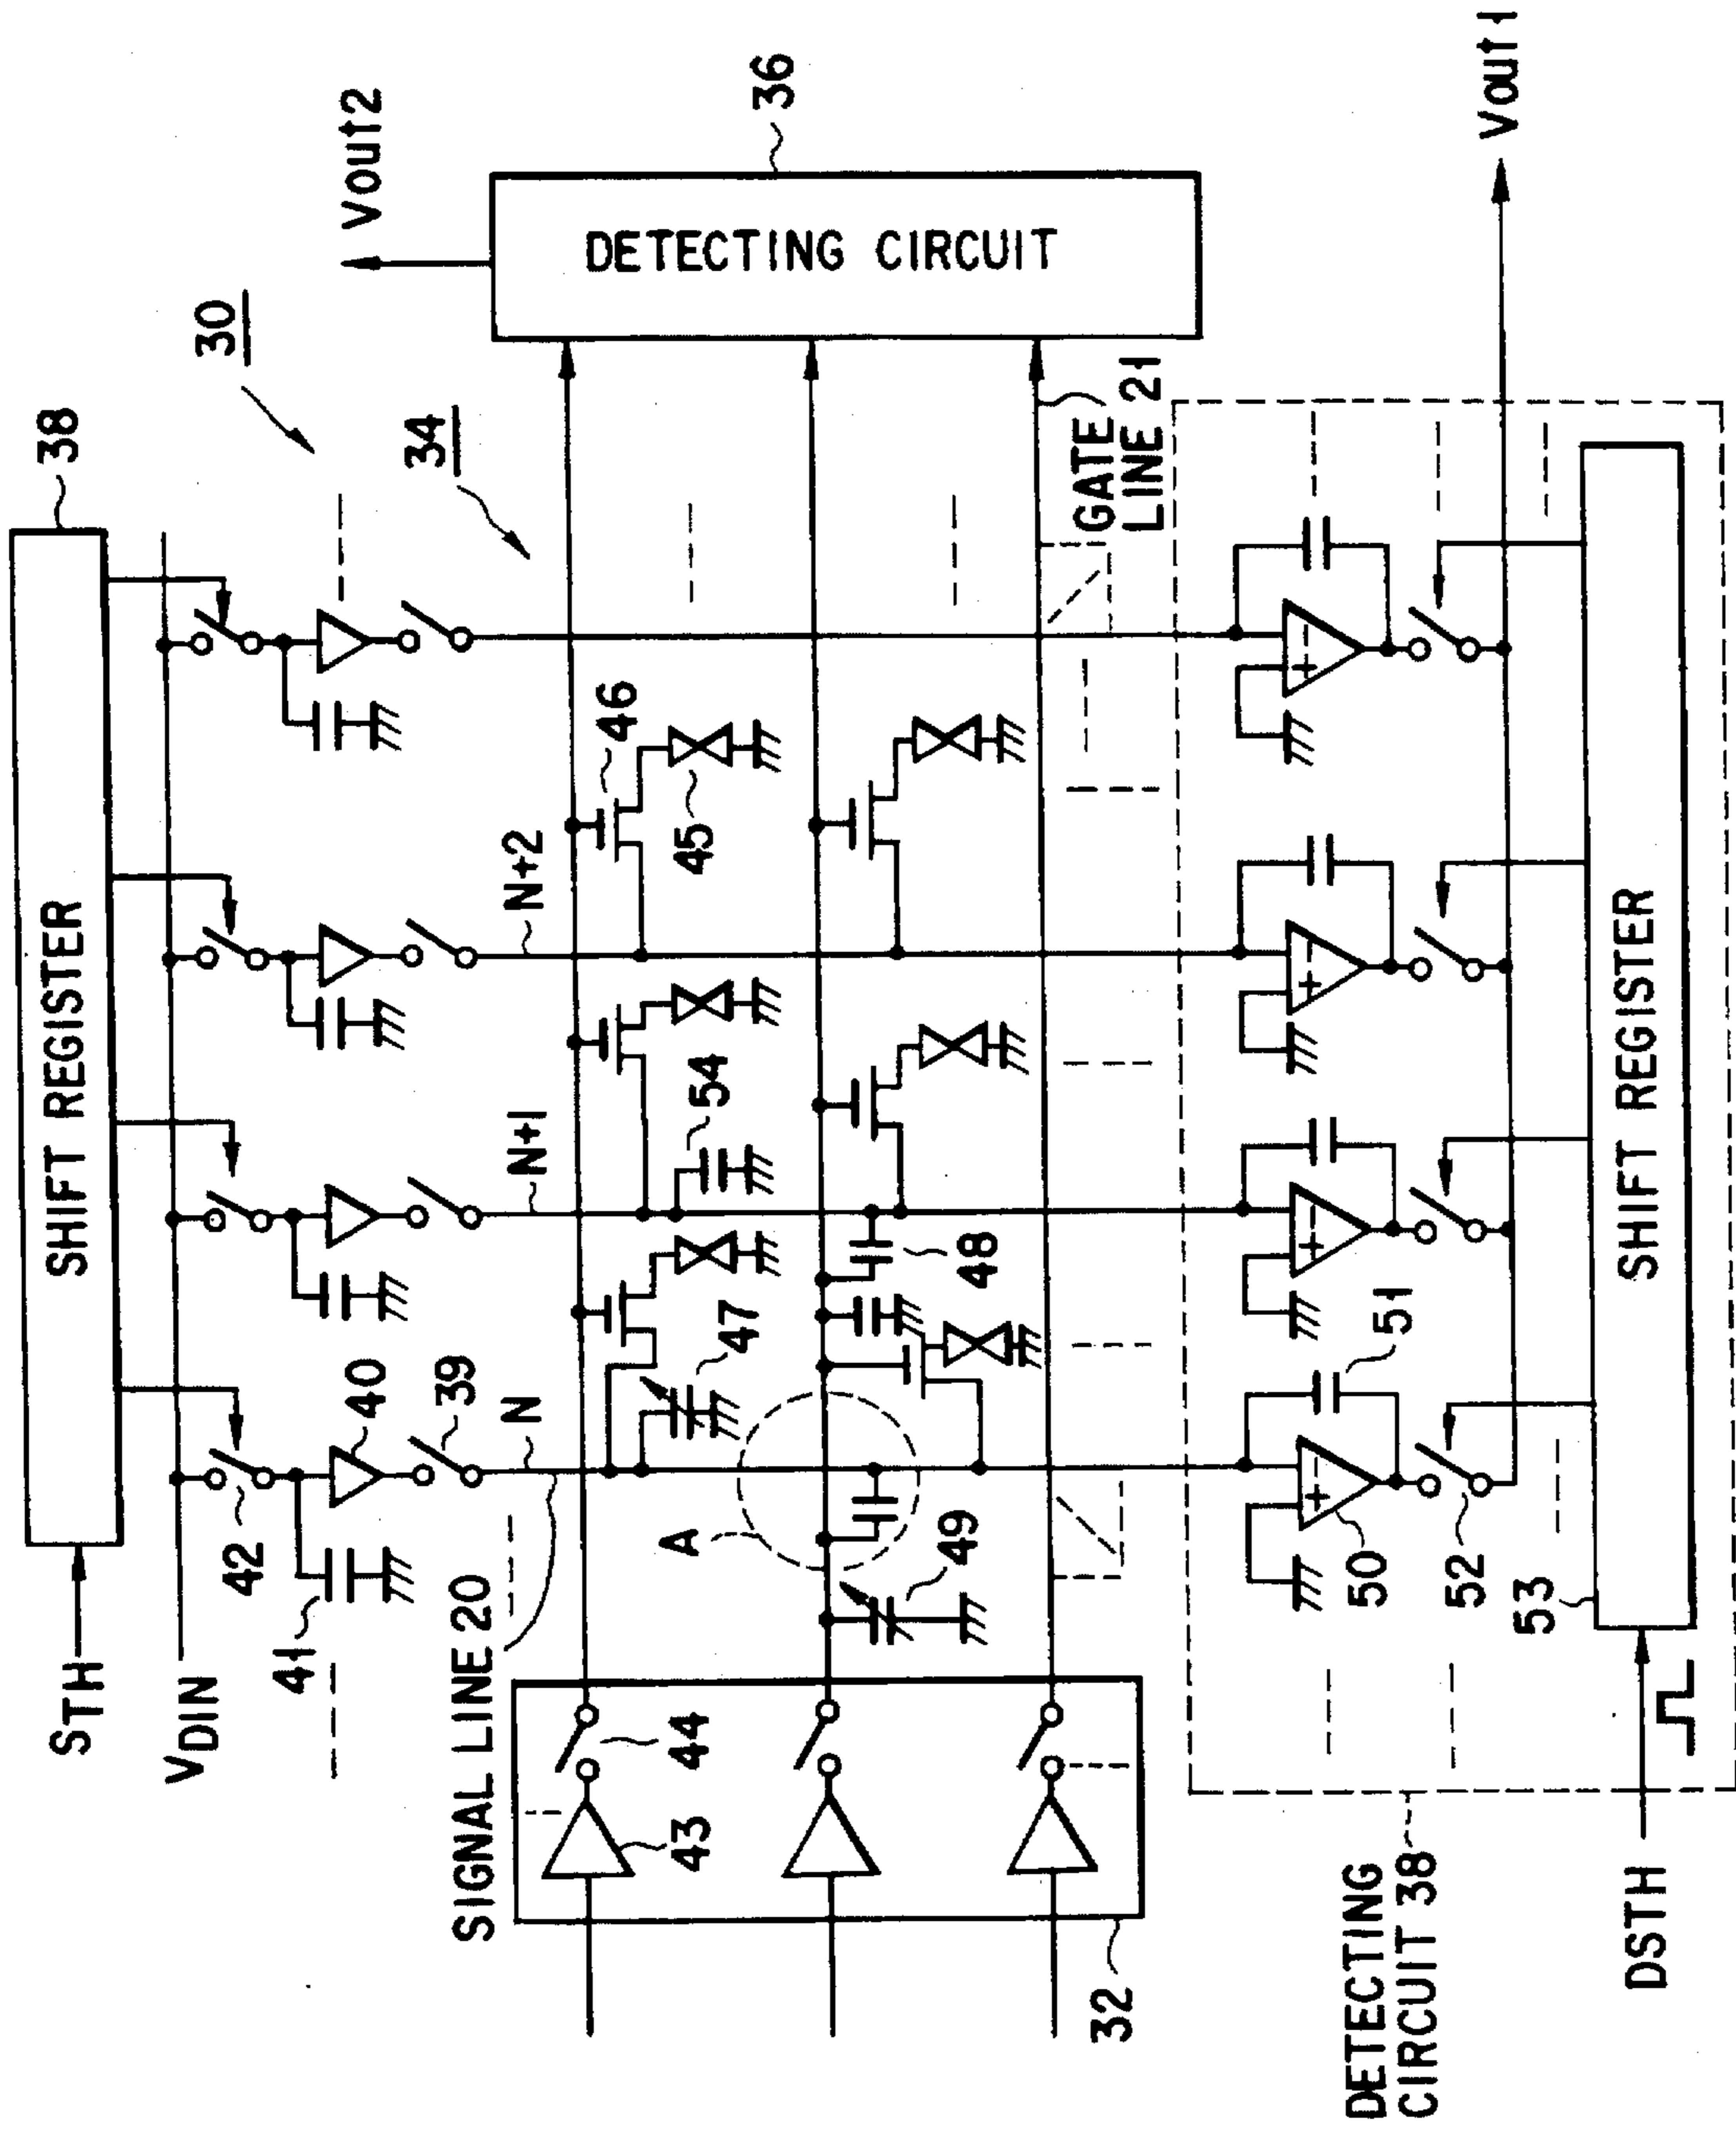 38
SHIFT REGISTER
STH
VDIN
30
Vout2
42
41
40
39
34
36
DETECTING CIRCUIT
SIGNAL LINE 20
N
N+1
N+2
46
45
54
47
48
A
49
44
43
32
GATE
LINE 21
Vout1
+
−
+
−
+
−
+
−
50
51
52
53
SHIFT REGISTER
DETECTING
CIRCUIT 38
DSTH